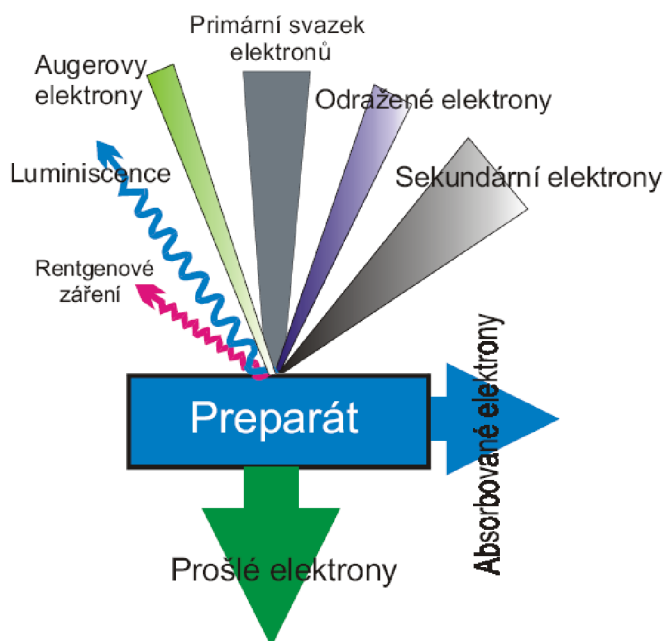 Primární svazek
elektronů
Augerovy
elektrony
Odražené elektrony
Luminiscence
Sekundární elektrony
Rentgenové
záření
Preparát
Absorbované elektrony
Prošlé elektrony